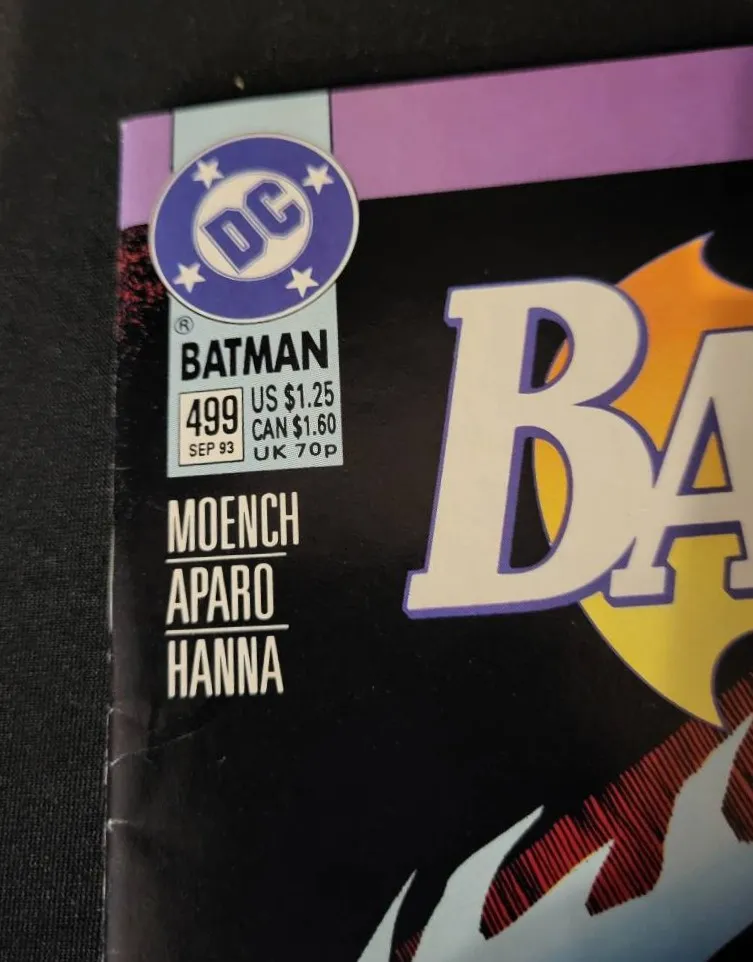 DC
®
BATMAN
499
SEP 93
US $1.25
CAN $1.60
UK 70p
MOENCH
APARO
HANNA
BA